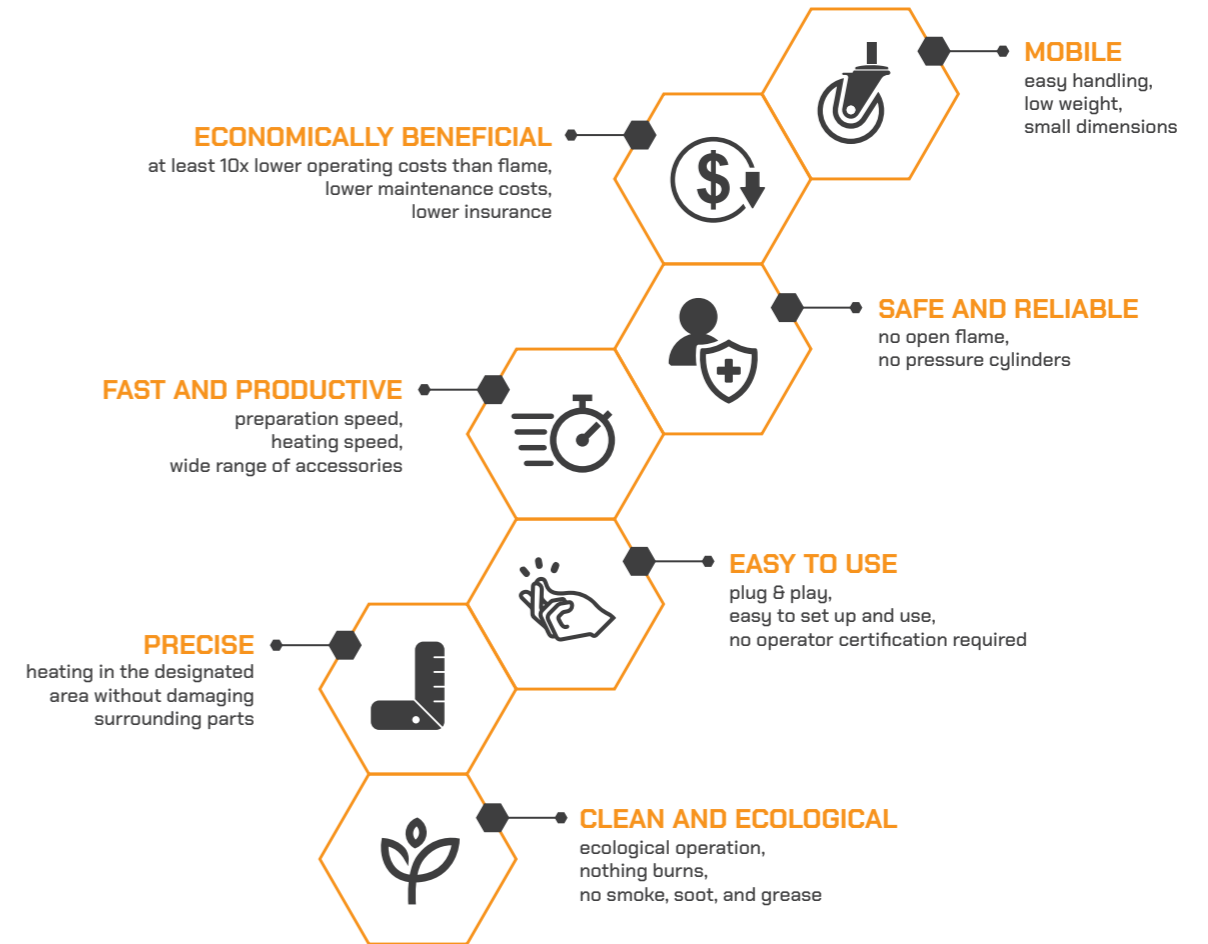 MOBILE
easy handling,
low weight,
small dimensions
ECONOMICALLY BENEFICIAL
at least 10x lower operating costs than flame,
lower maintenance costs,
lower insurance
$
SAFE AND RELIABLE
no open flame,
no pressure cylinders
FAST AND PRODUCTIVE
preparation speed,
heating speed,
wide range of accessories
EASY TO USE
plug & play,
easy to set up and use,
no operator certification required
PRECISE
heating in the designated
area without damaging
surrounding parts
CLEAN AND ECOLOGICAL
ecological operation,
nothing burns,
no smoke, soot, and grease